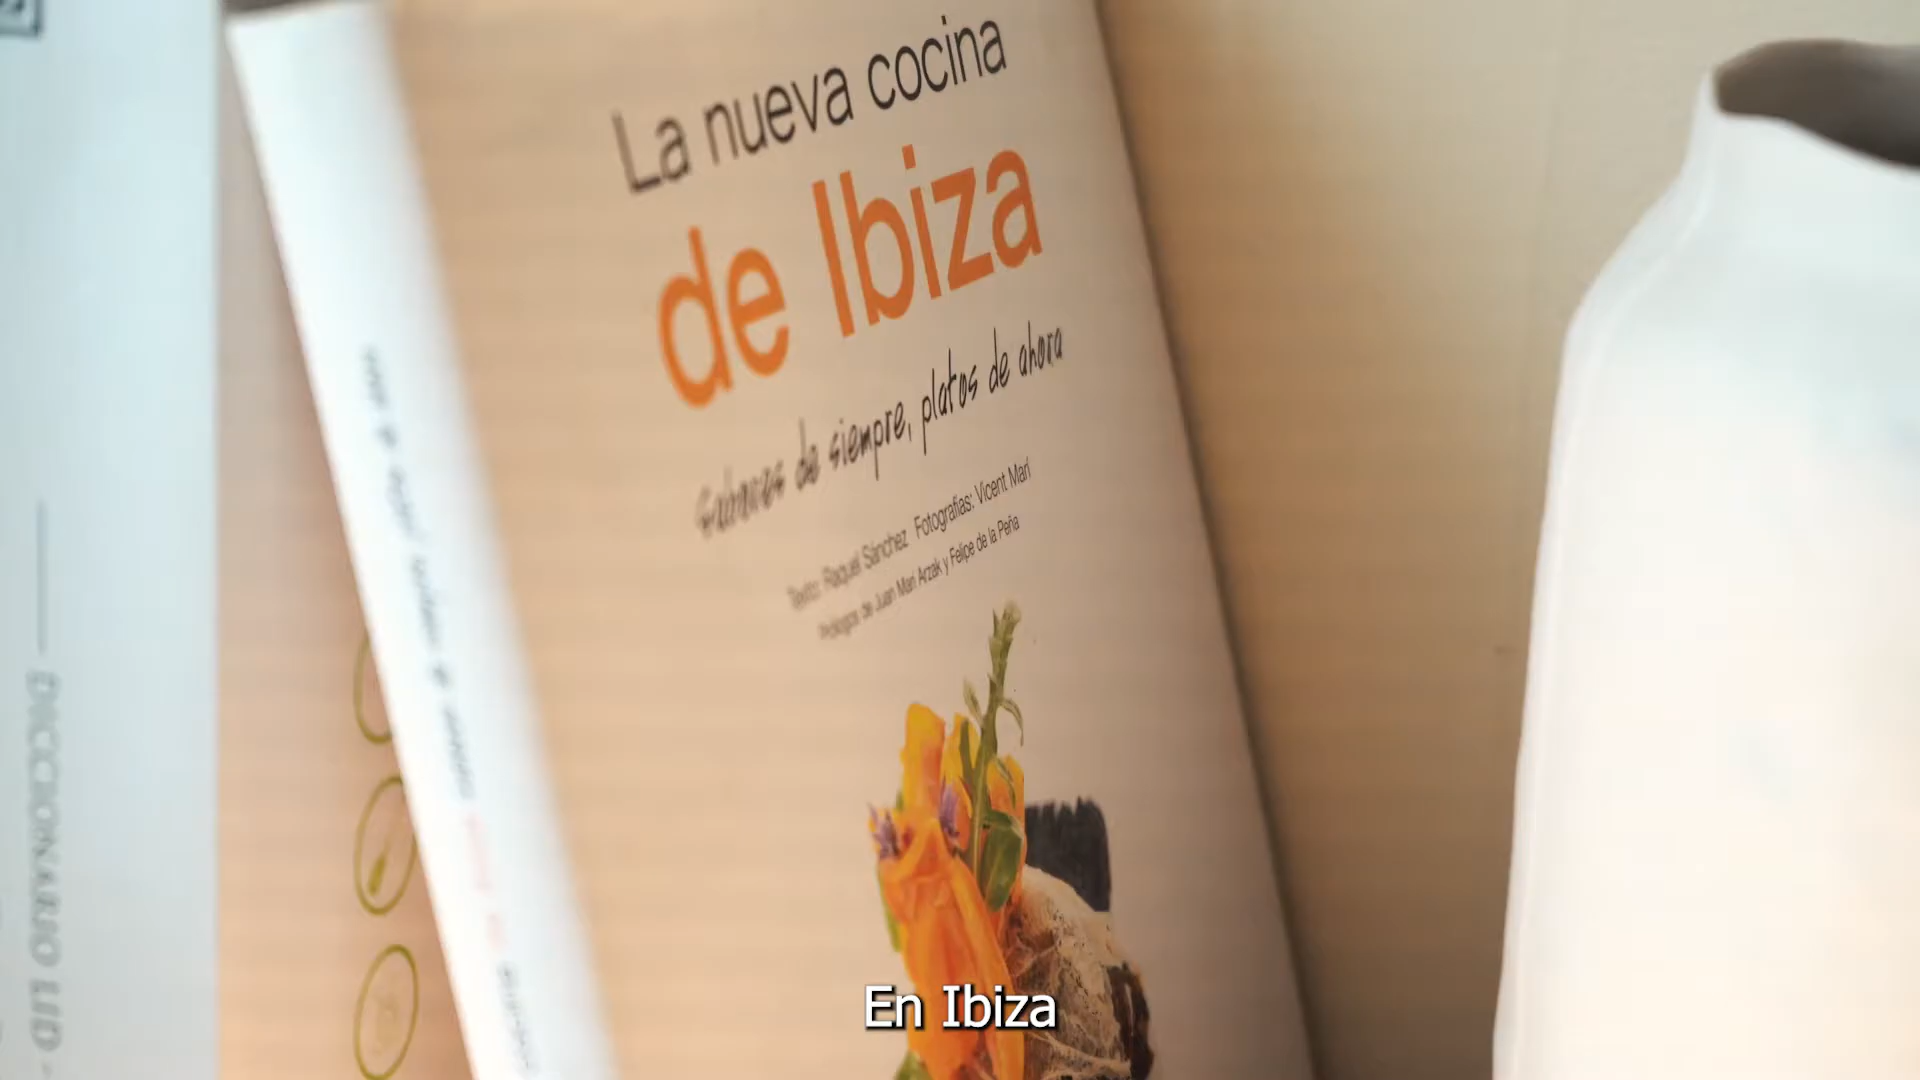 La nueva cocina
de Ibiza
Sabores de siempre, platos de ahora
Texto: Raquel Sánchez Fotografías: Vicent Marí
Prólogos de Juan Mari Arzak y Felipe de la Peña
DICCIONARIO LID
En Ibiza